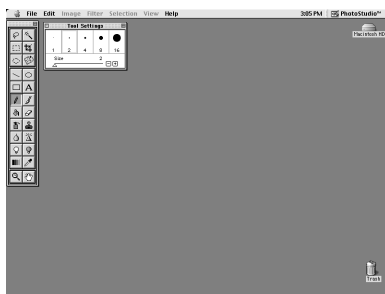 File Edit Image Filter Selection View Help 3:05 PM PhotoStudio™
Macintosh HD
Tool Settings
1 2 4 8 16
Size 2
A
Trash